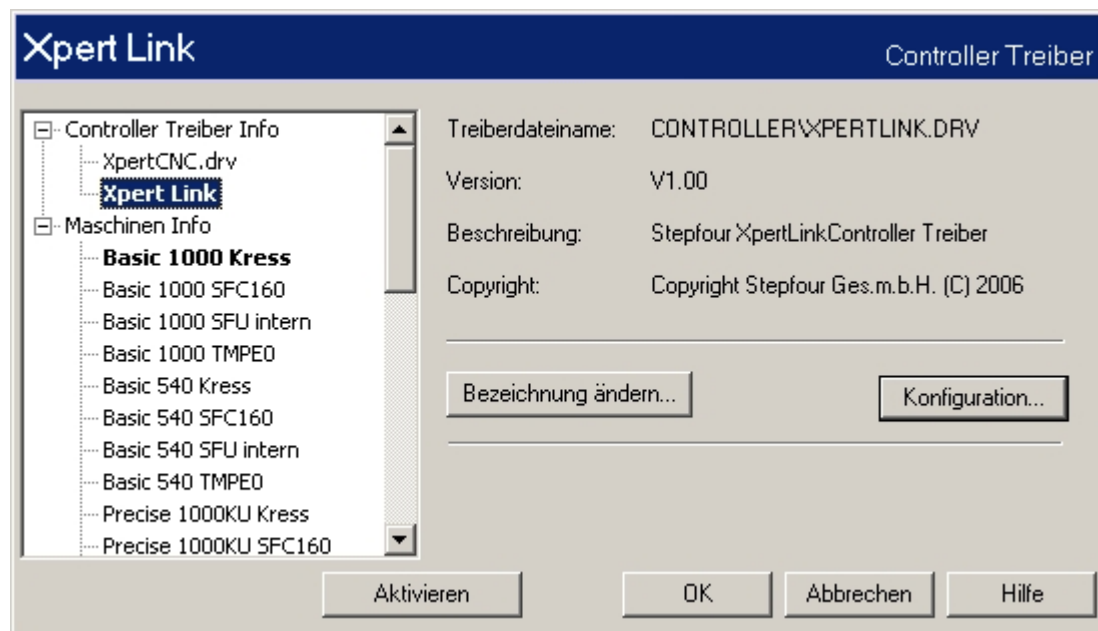 Xpert Link
Controller Treiber
Controller Treiber Info
XpertCNC.drv
Xpert Link
Maschinen Info
Basic 1000 Kress
Basic 1000 SFC160
Basic 1000 SFU intern
Basic 1000 TMPE0
Basic 540 Kress
Basic 540 SFC160
Basic 540 SFU intern
Basic 540 TMPE0
Precise 1000KU Kress
Precise 1000KU SFC160
Treiberdateiname: CONTROLLER\XPERTLINK.DRV
Version: V1.00
Beschreibung: Stepfour XpertLinkController Treiber
Copyright: Copyright Stepfour Ges.m.b.H. (C) 2006
Bezeichnung ändern... Konfiguration...
Aktivieren OK Abbrechen Hilfe